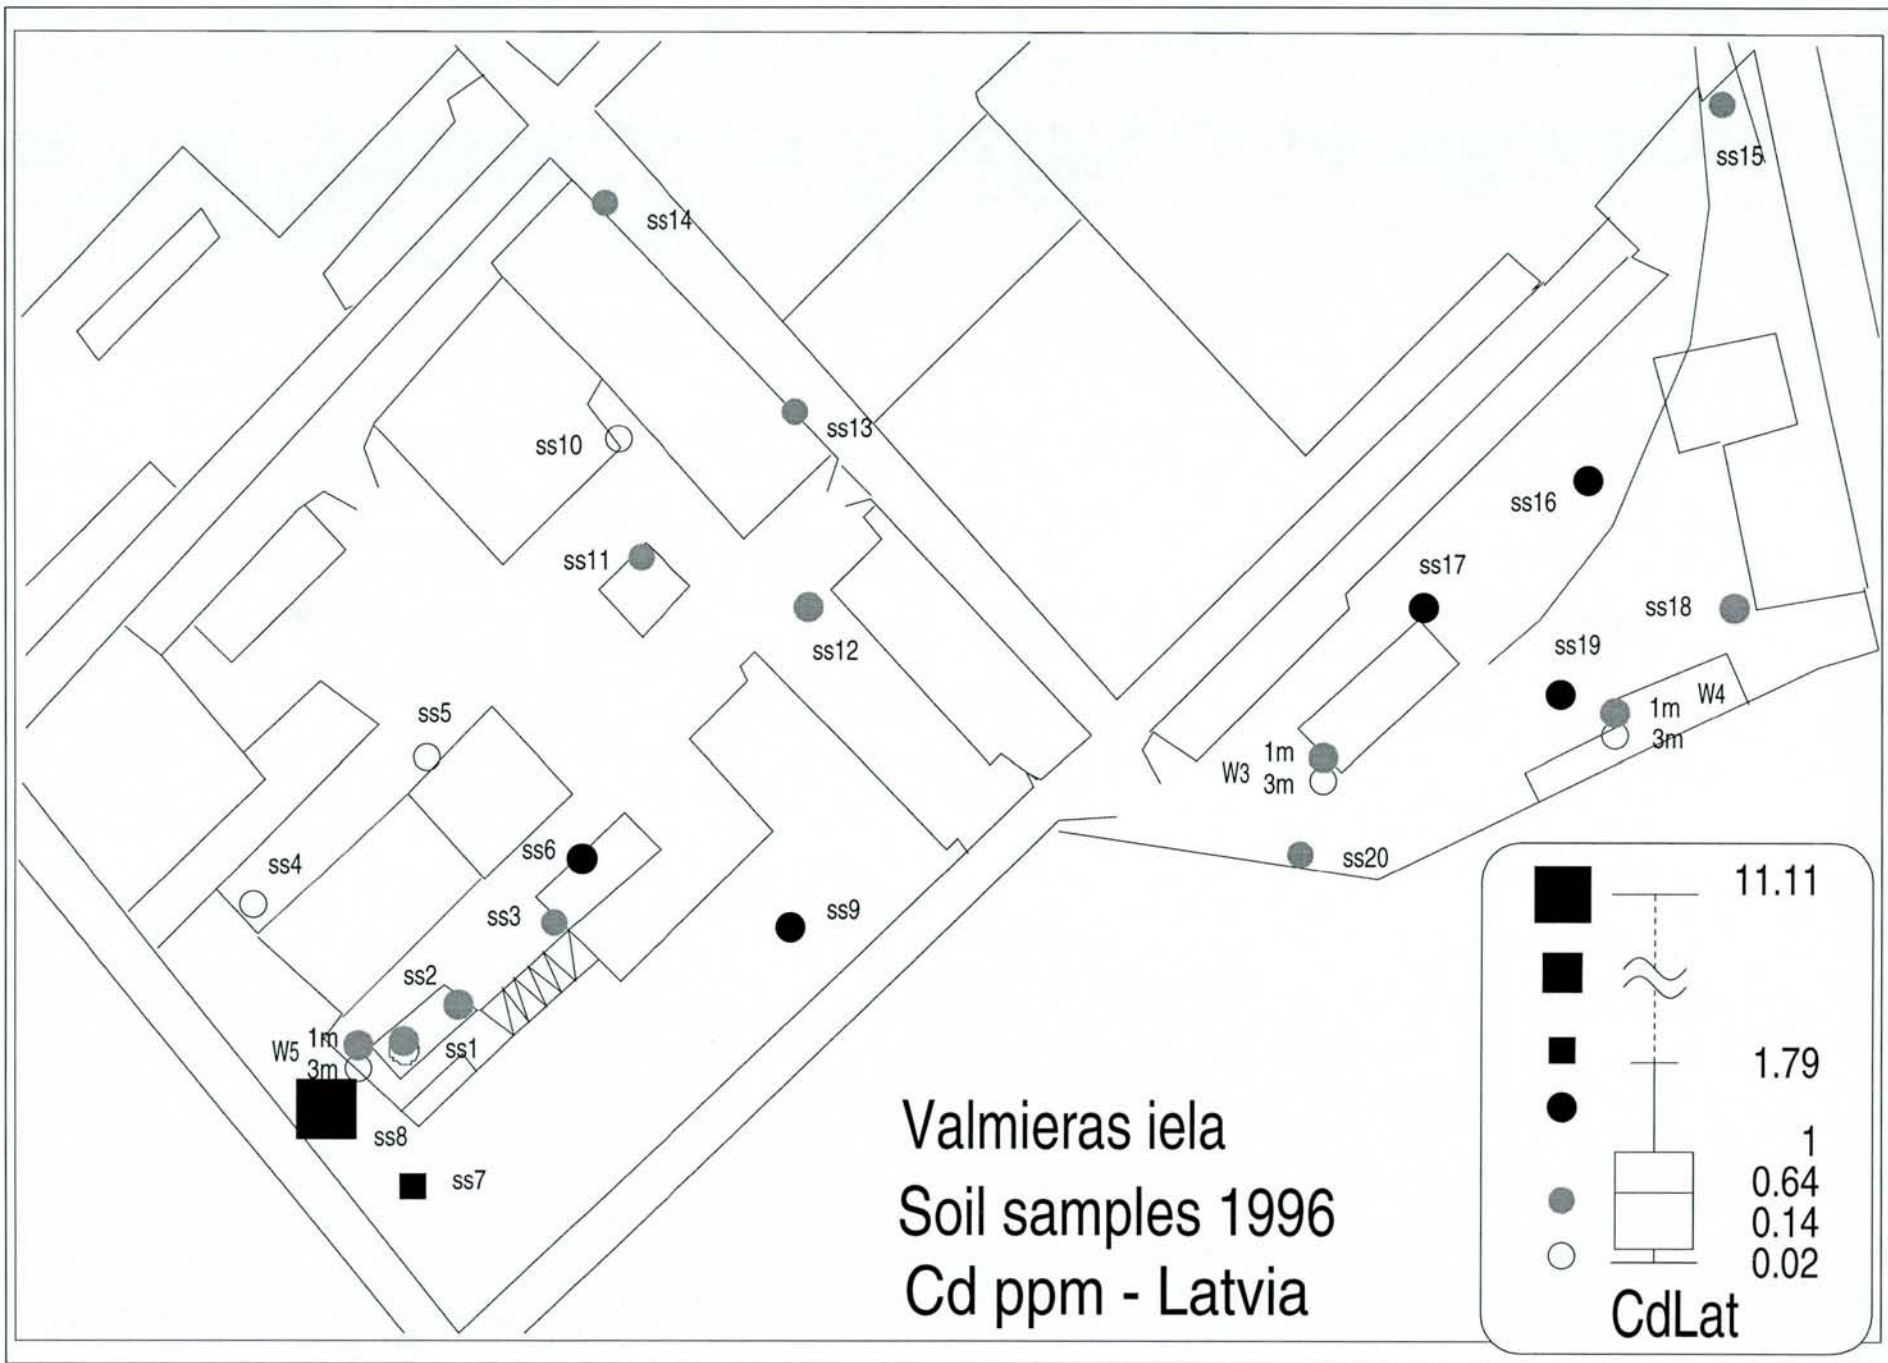 ss15
ss14
ss13
ss10
ss16
ss11
ss17
ss12
ss18
ss19
ss5
W4
1m
3m
1m
W3
3m
ss6
ss20
ss4
ss3
ss9
ss2
1m
W5
3m
ss1
ss8
ss7
Valmieras iela
Soil samples 1996
Cd ppm - Latvia
11.11
1.79
1
0.64
0.14
0.02
CdLat